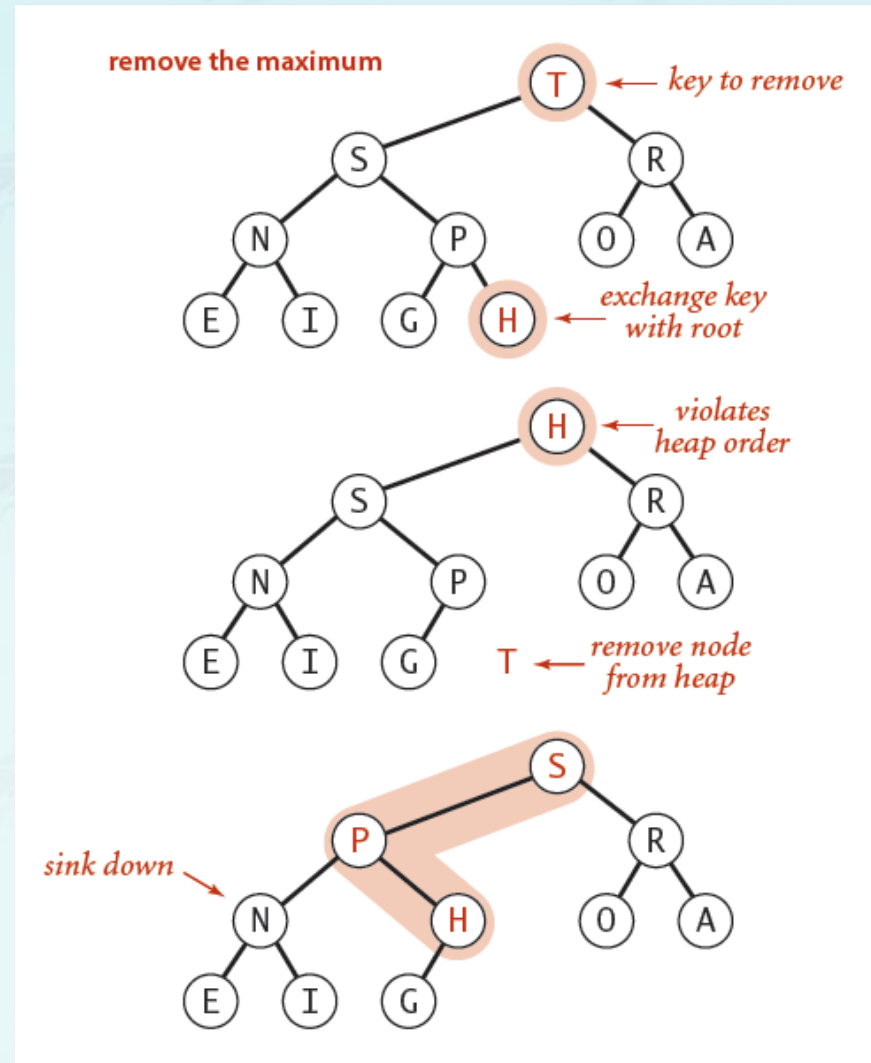 remove the maximum
T
key to remove
S
R
N
P
O
A
E
I
G
H
exchange key
with root
H
violates
heap order
S
R
N
P
O
A
E
I
G
T
remove node
from heap
S
P
R
sink down
N
H
O
A
E
I
G